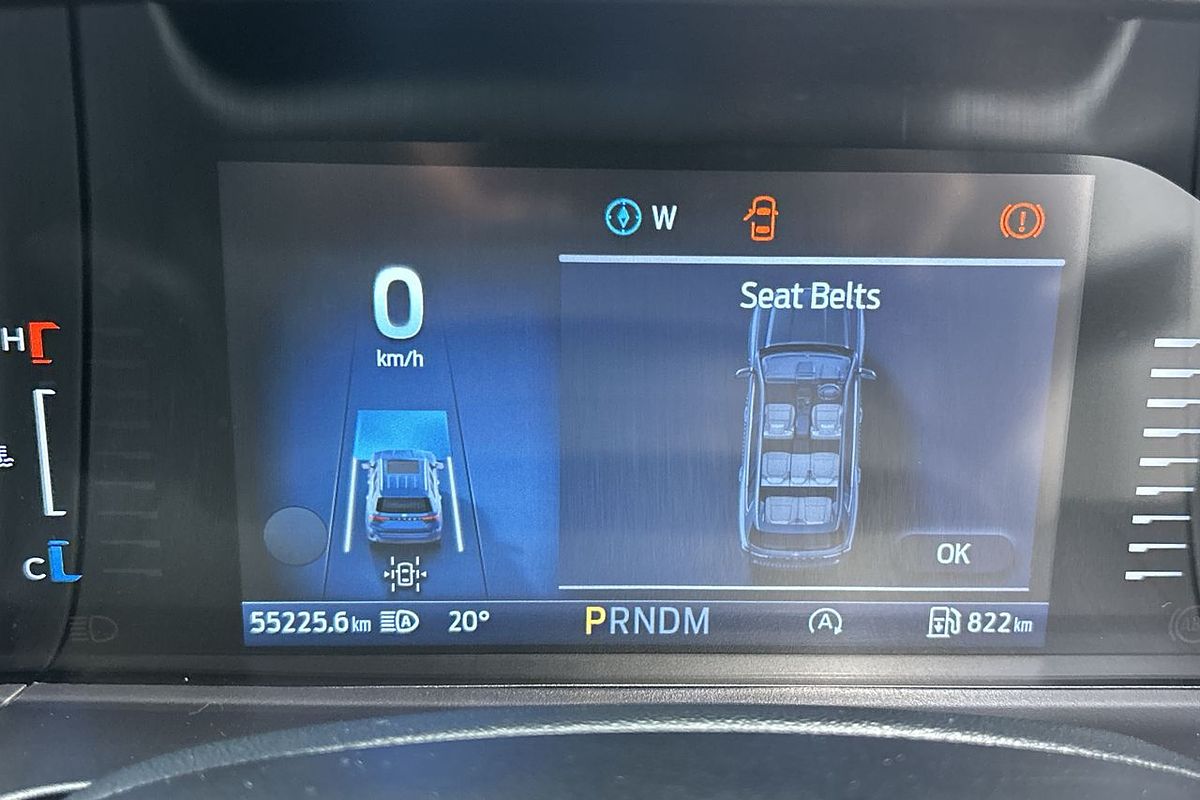 W
Seat Belts
0
km/h
H
C
OK
55225.6 km
A
20°
PRNDM
A
822 km